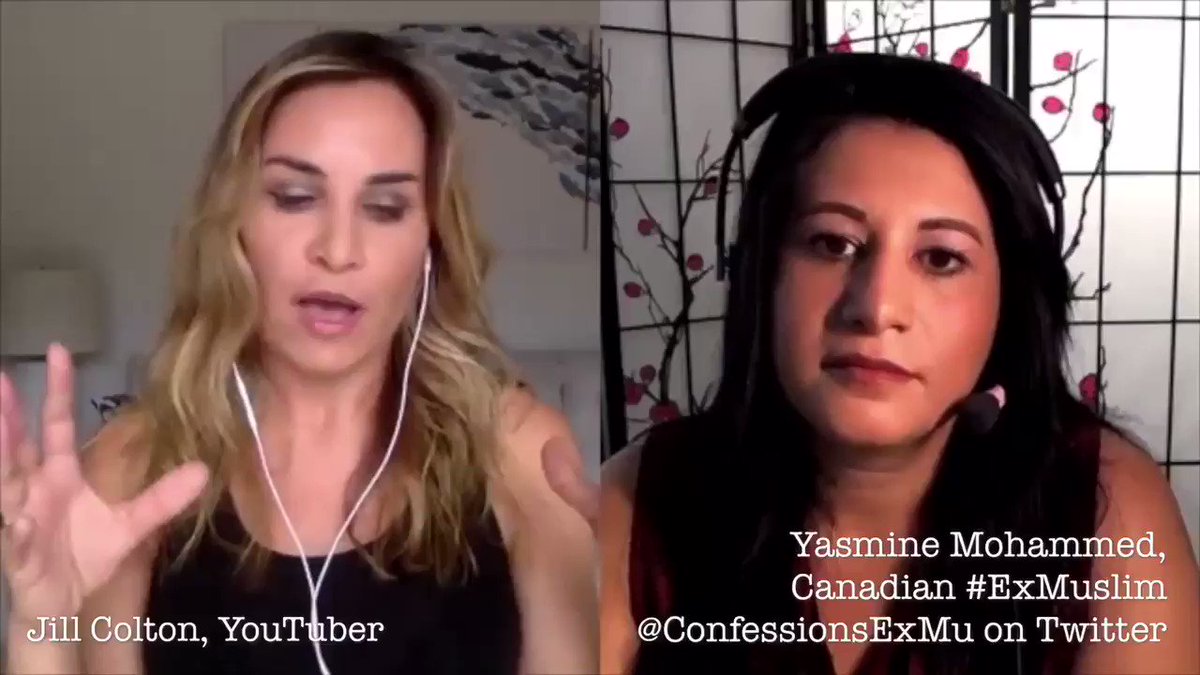 Jill Colton, YouTuber
Yasmine Mohammed,
Canadian #ExMuslim
@ConfessionsExMu on Twitter